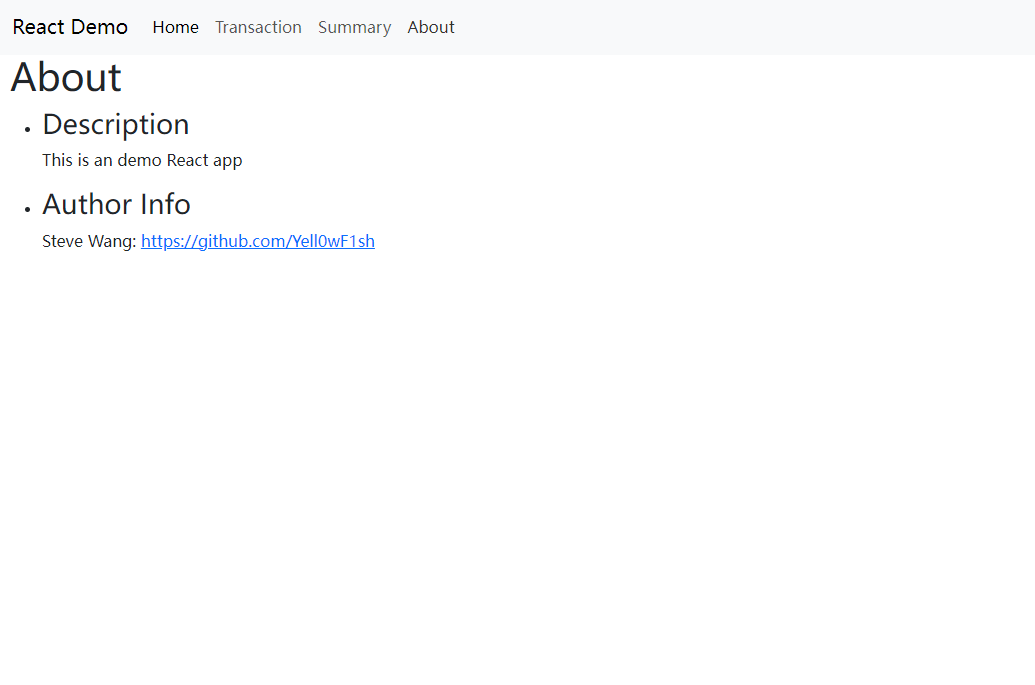 React Demo Home Transaction Summary About
About
Description
This is an demo React app
Author Info
Steve Wang: https://github.com/Yell0wF1sh